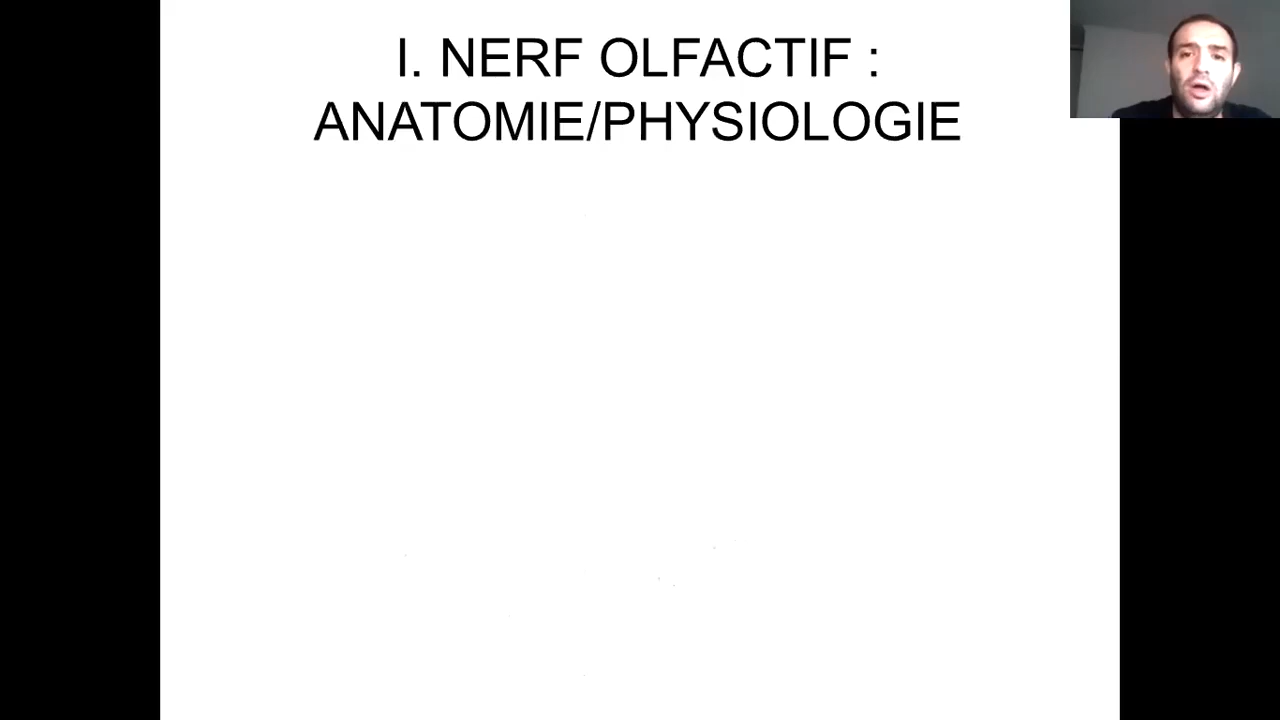 I. NERF OLFACTIF :
ANATOMIE/PHYSIOLOGIE